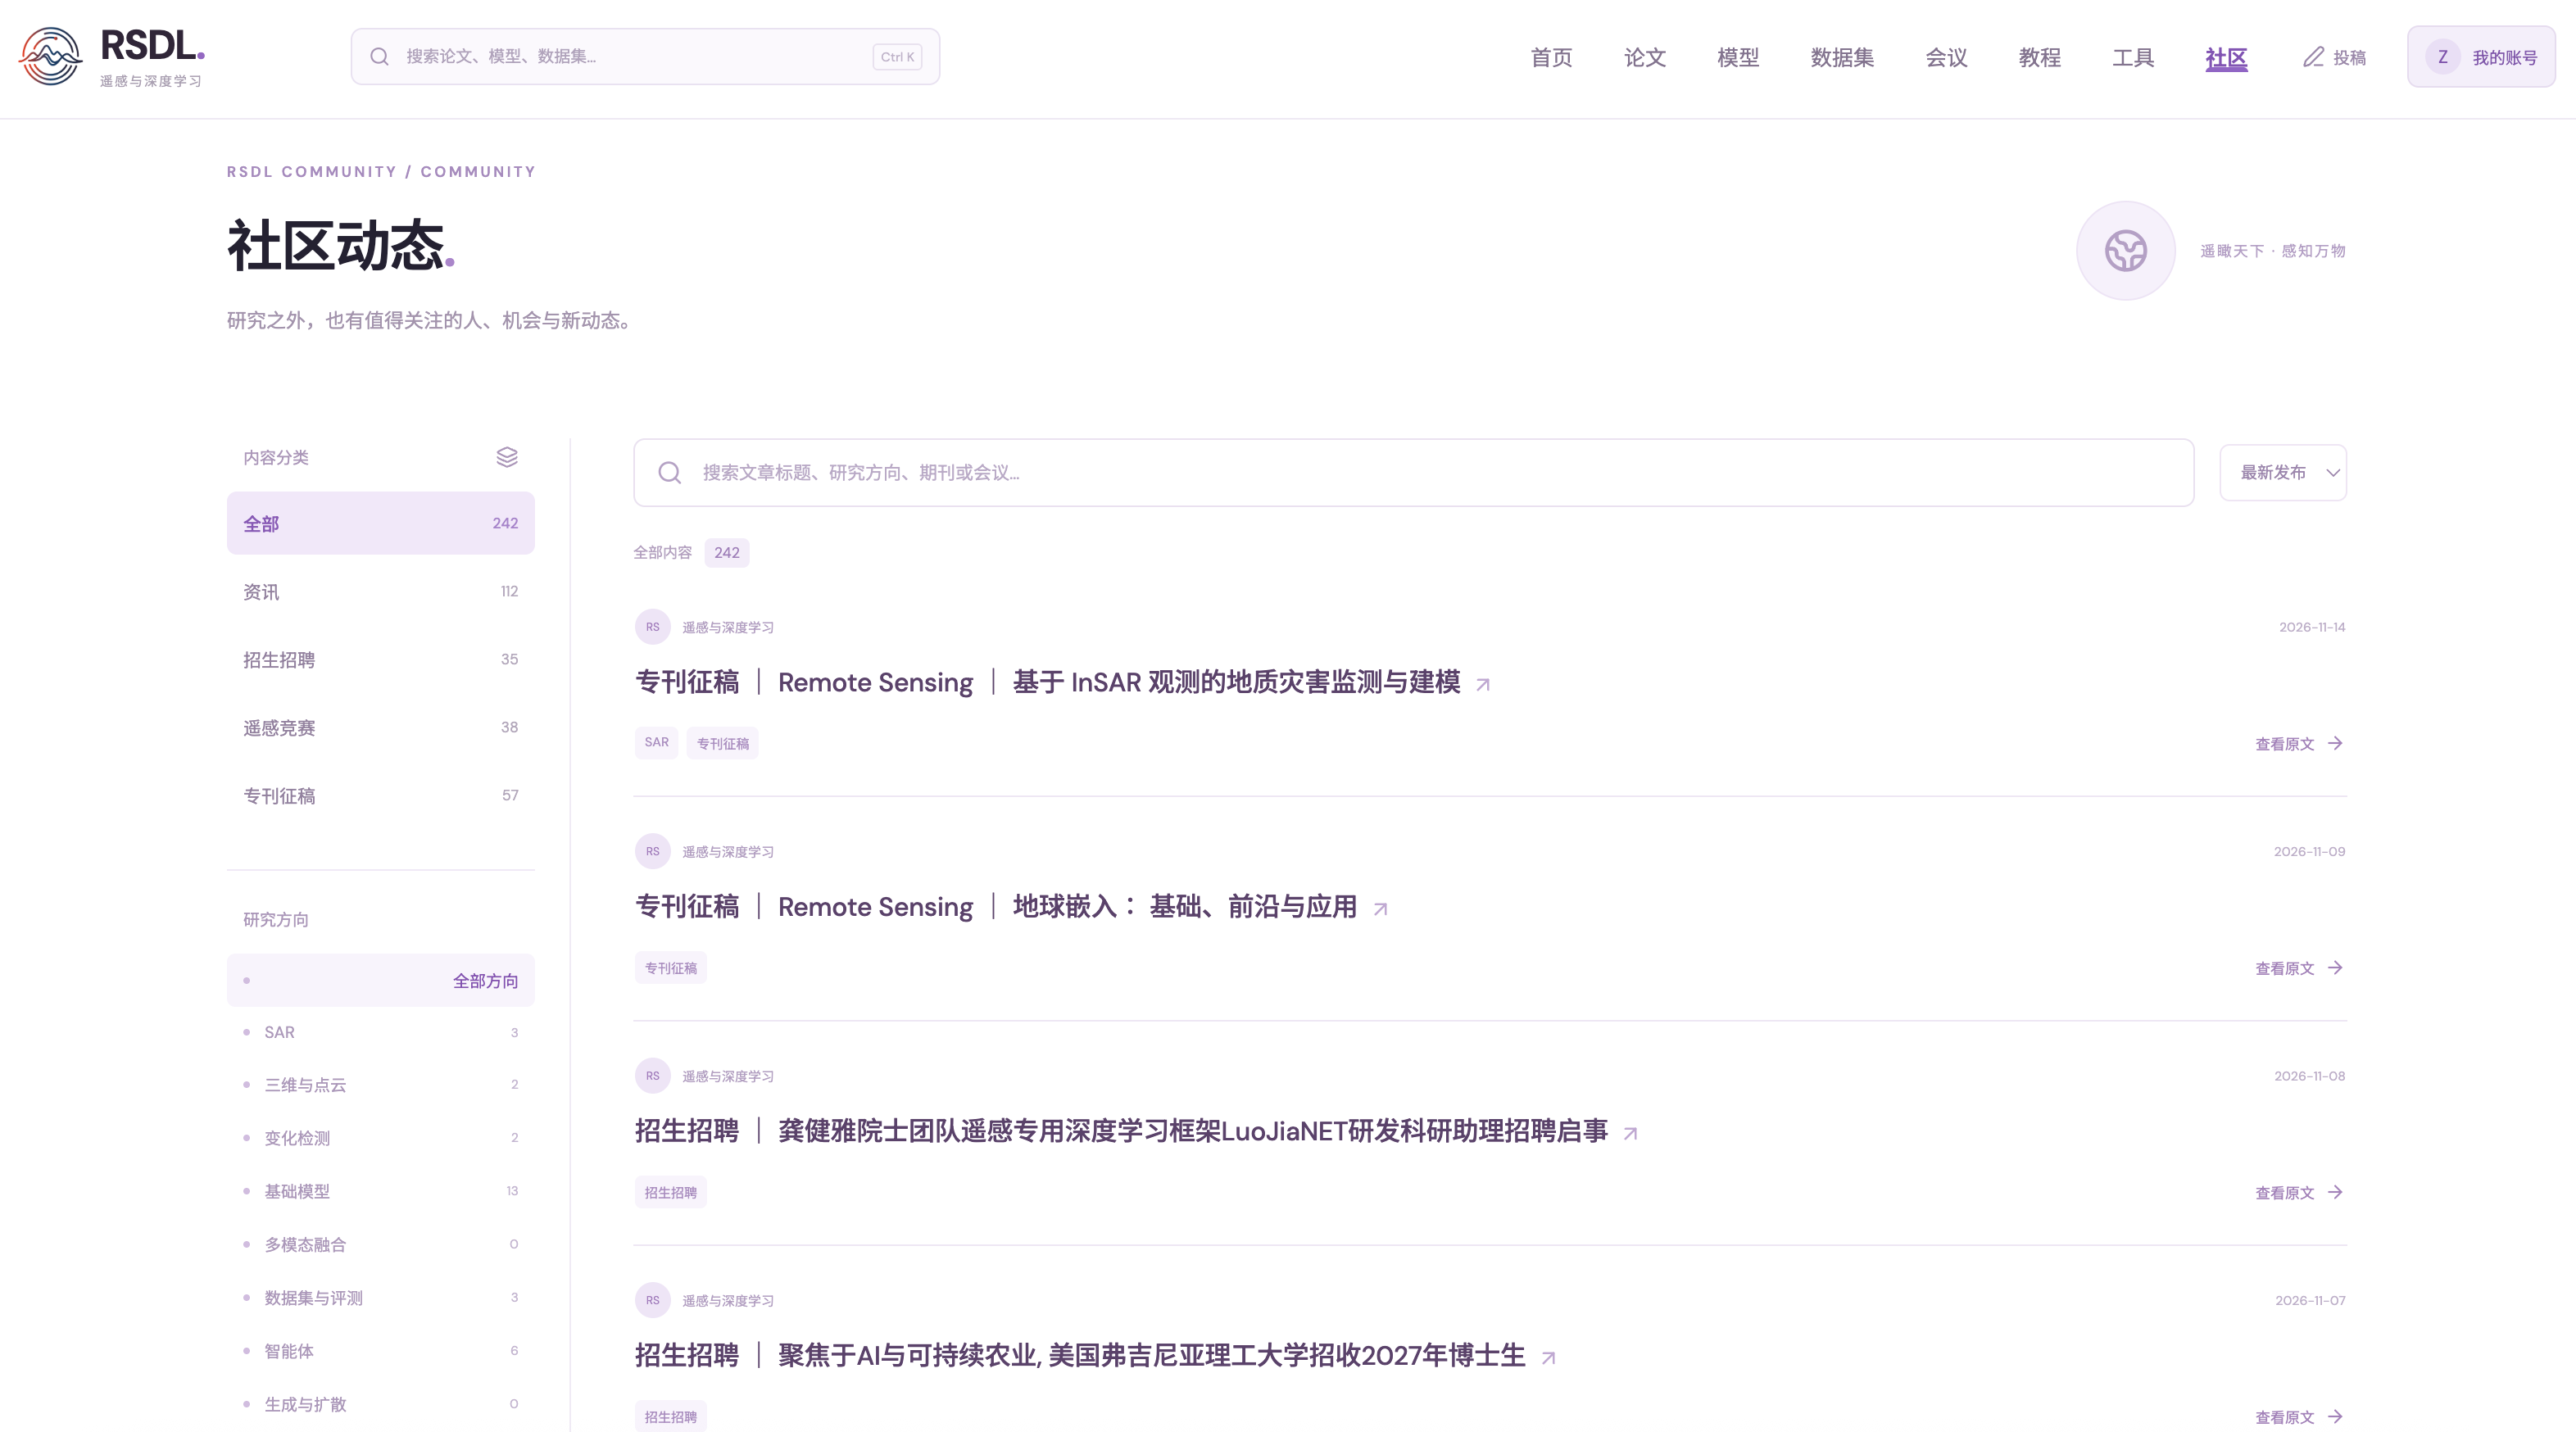 RSDL.
遥感与深度学习
搜索论文、模型、数据集...
Ctrl K
首页
论文
模型
数据集
会议
教程
工具
社区
投稿
Z
我的账号
RSDL COMMUNITY / COMMUNITY
社区动态.
研究之外，也有值得关注的人、机会与新动态。
遥瞰天下 · 感知万物
内容分类
全部 242
资讯 112
招生招聘 35
遥感竞赛 38
专刊征稿 57
研究方向
全部方向
SAR 3
三维与点云 2
变化检测 2
基础模型 13
多模态融合 0
数据集与评测 3
智能体 6
生成与扩散 0
搜索文章标题、研究方向、期刊或会议...
最新发布
全部内容 242
RS 遥感与深度学习 2026-11-14
专刊征稿 ｜ Remote Sensing ｜ 基于 InSAR 观测的地质灾害监测与建模
SAR 专刊征稿 查看原文
RS 遥感与深度学习 2026-11-09
专刊征稿 ｜ Remote Sensing ｜ 地球嵌入： 基础、前沿与应用
专刊征稿 查看原文
RS 遥感与深度学习 2026-11-08
招生招聘 ｜ 龚健雅院士团队遥感专用深度学习框架LuoJiaNET研发科研助理招聘启事
招生招聘 查看原文
RS 遥感与深度学习 2026-11-07
招生招聘 ｜ 聚焦于AI与可持续农业, 美国弗吉尼亚理工大学招收2027年博士生
招生招聘 查看原文